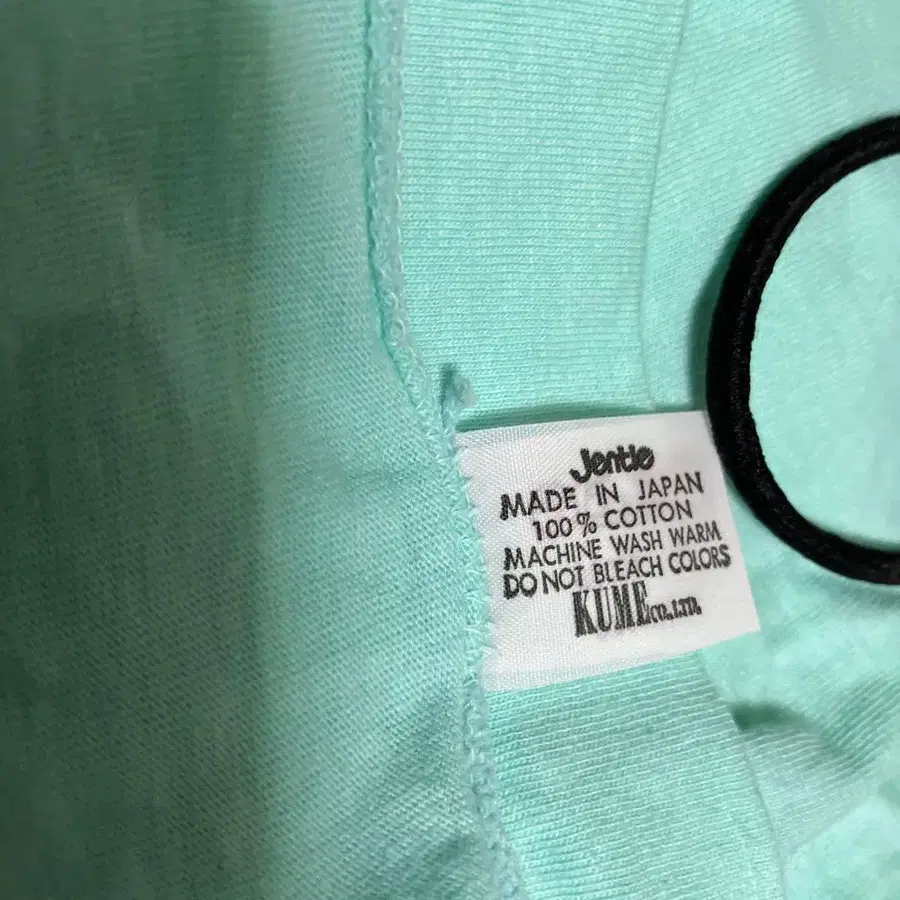 Jentle
MADE IN JAPAN
100% COTTON
MACHINE WASH WARM
DO NOT BLEACH COLORS
KUME CO., LTD.